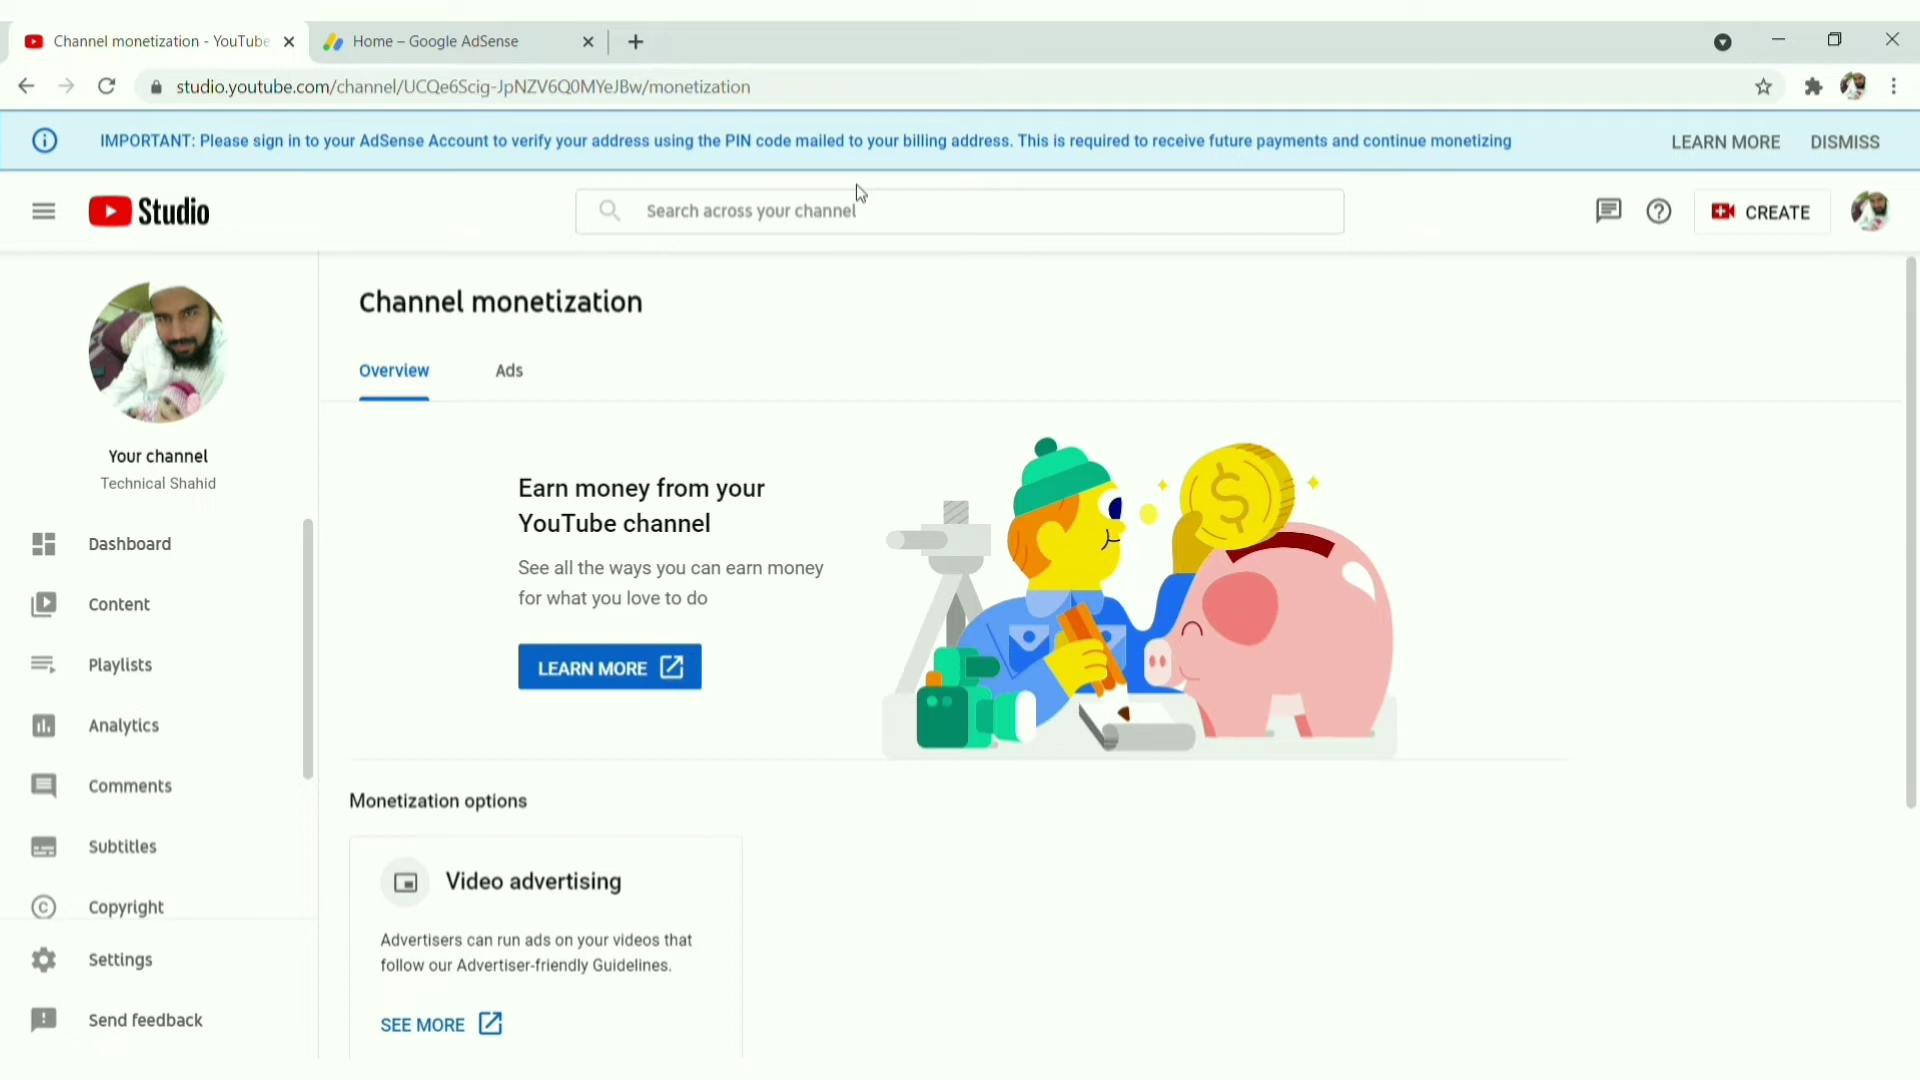 Channel monetization - YouTube
Home – Google AdSense
studio.youtube.com/channel/UCQe6Scig-JpNZV6Q0MYeJBw/monetization
IMPORTANT: Please sign in to your AdSense Account to verify your address using the PIN code mailed to your billing address. This is required to receive future payments and continue monetizing
LEARN MORE
DISMISS
Studio
Search across your channel
CREATE
Channel monetization
Overview
Ads
Your channel
Technical Shahid
Earn money from your
YouTube channel
See all the ways you can earn money
for what you love to do
LEARN MORE
Dashboard
Content
Playlists
Analytics
Comments
Subtitles
Copyright
Settings
Send feedback
Monetization options
Video advertising
Advertisers can run ads on your videos that
follow our Advertiser-friendly Guidelines.
SEE MORE